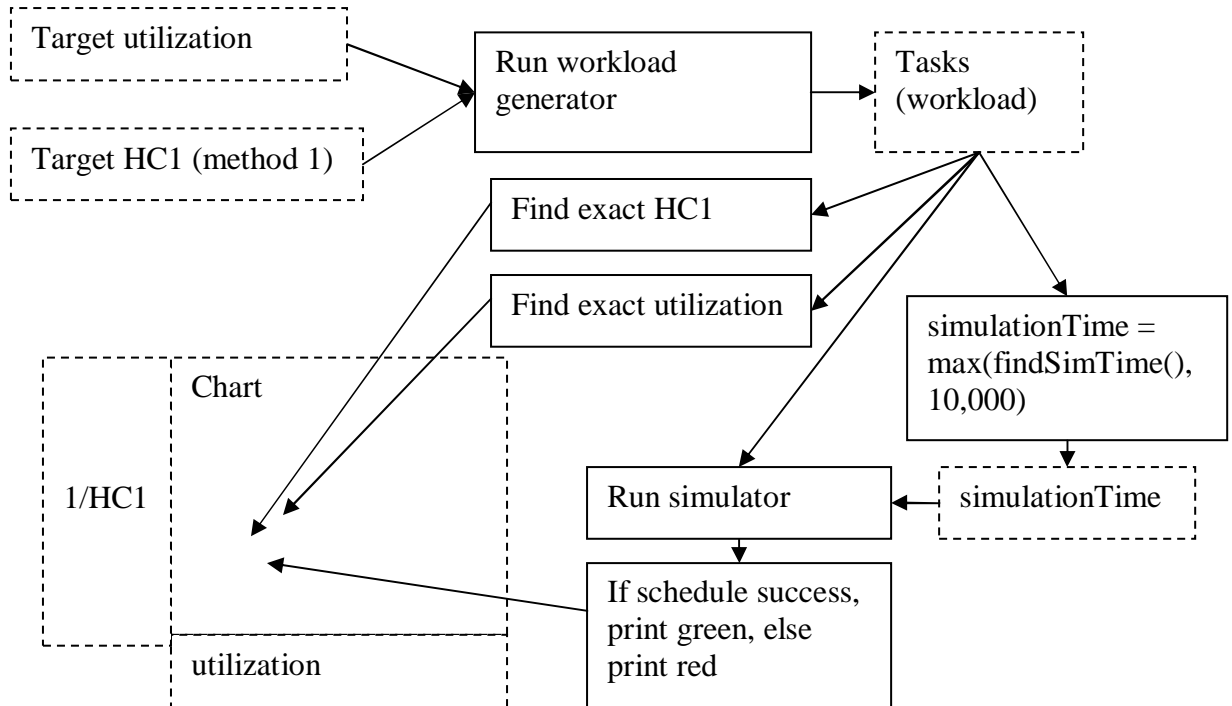 Target utilization
Run workload
generator
Tasks
(workload)
Target HC1 (method 1)
Find exact HC1
Find exact utilization
simulationTime =
max(findSimTime(),
10,000)
Chart
1/HC1
Run simulator
simulationTime
If schedule success,
print green, else
print red
utilization